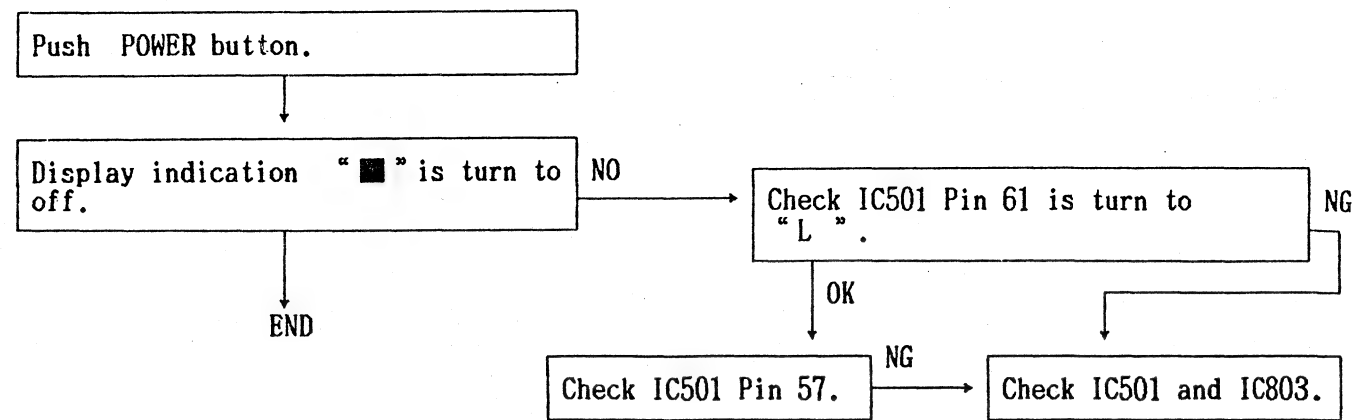 Push POWER button.
Display indication “■” is turn to
off.
NO
Check IC501 Pin 61 is turn to
“L”.
NG
OK
END
Check IC501 Pin 57.
NG
Check IC501 and IC803.